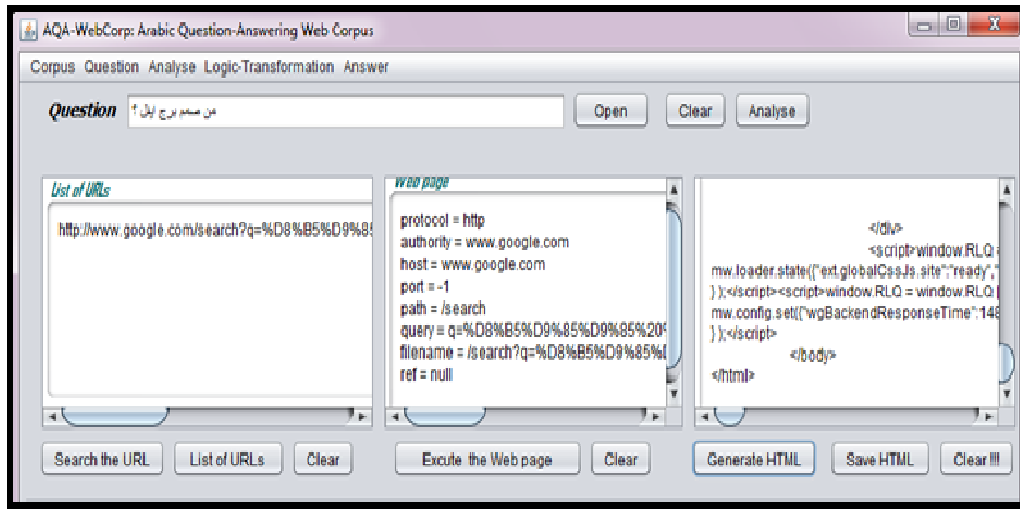 AQA-WebCorp: Arabic Question-Answering Web Corpus
Corpus Question Analyse Logic-Transformation Answer
Question من صمم برج ايفل ؟ Open Clear Analyse
List of URLs
http://www.google.com/search?q=%D8%B5%D9%85
Web page
protocol = http
authority = www.google.com
host = www.google.com
port = -1
path = /search
query = q=%D8%B5%D9%85%D9%85%20
filename = /search?q=%D8%B5%D9%85%
ref = null
</div>
<script>window.RLQ =
mw.loader.state({"ext.globalCssJs.site":"ready","
});</script><script>window.RLQ = window.RLQ |
mw.config.set({"wgBackendResponseTime":148
});</script>
</body>
</html>
Search the URL List of URLs Clear
Excute the Web page Clear
Generate HTML Save HTML Clear !!!